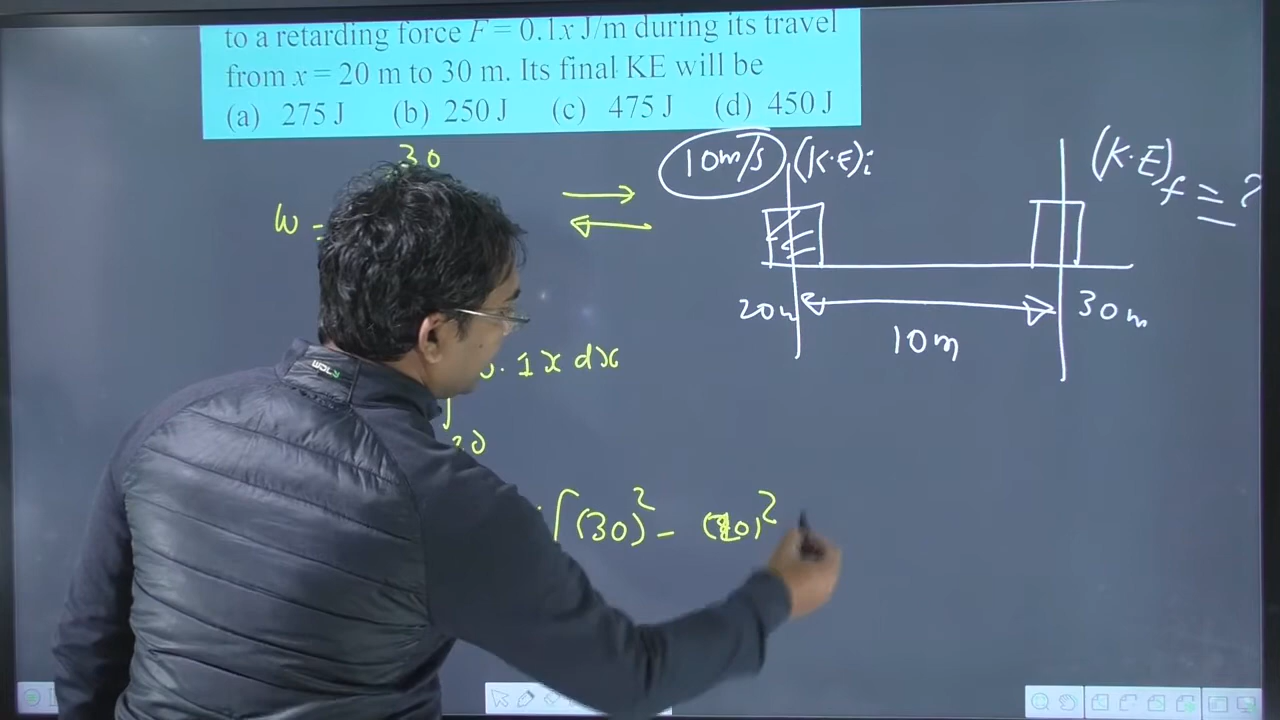 to a retarding force F = 0.1x J/m during its travel
from x = 20 m to 30 m. Its final KE will be
(a) 275 J (b) 250 J (c) 475 J (d) 450 J
30
10m/s (K·E)i
(K·E)f = ?
W =
20m
30m
10m
1x dx
20
(30)² - (20)²